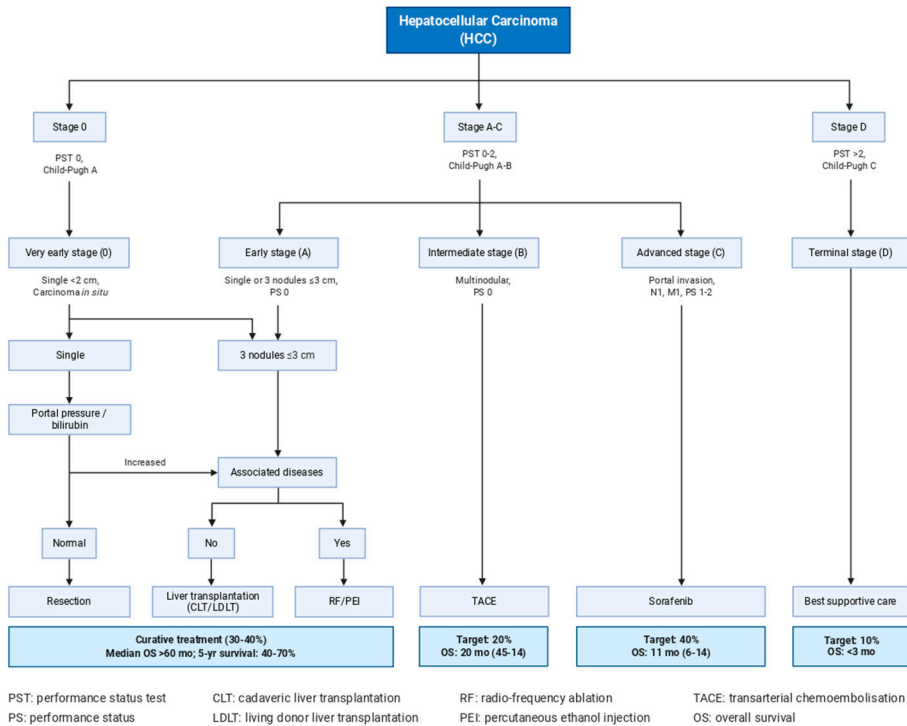 Hepatocellular Carcinoma
(HCC)
Stage 0
Stage A-C
Stage D
PST 0,
Child-Pugh A
PST 0-2,
Child-Pugh A-B
PST >2,
Child-Pugh C
Very early stage (0)
Early stage (A)
Intermediate stage (B)
Advanced stage (C)
Terminal stage (D)
Single <2 cm,
Carcinoma in situ
Single or 3 nodules ≤3 cm,
PS 0
Multinodular,
PS 0
Portal invasion,
N1, M1, PS 1-2
Single
3 nodules ≤3 cm
Portal pressure /
bilirubin
Increased
Associated diseases
Normal
No
Yes
Resection
Liver transplantation
(CLT/LDLT)
RF/PEI
TACE
Sorafenib
Best supportive care
Curative treatment (30-40%)
Median OS >60 mo; 5-yr survival: 40-70%
Target: 20%
OS: 20 mo (45-14)
Target: 40%
OS: 11 mo (6-14)
Target: 10%
OS: <3 mo
PST: performance status test
CLT: cadaveric liver transplantation
RF: radio-frequency ablation
TACE: transarterial chemoembolisation
PS: performance status
LDLT: living donor liver transplantation
PEI: percutaneous ethanol injection
OS: overall survival